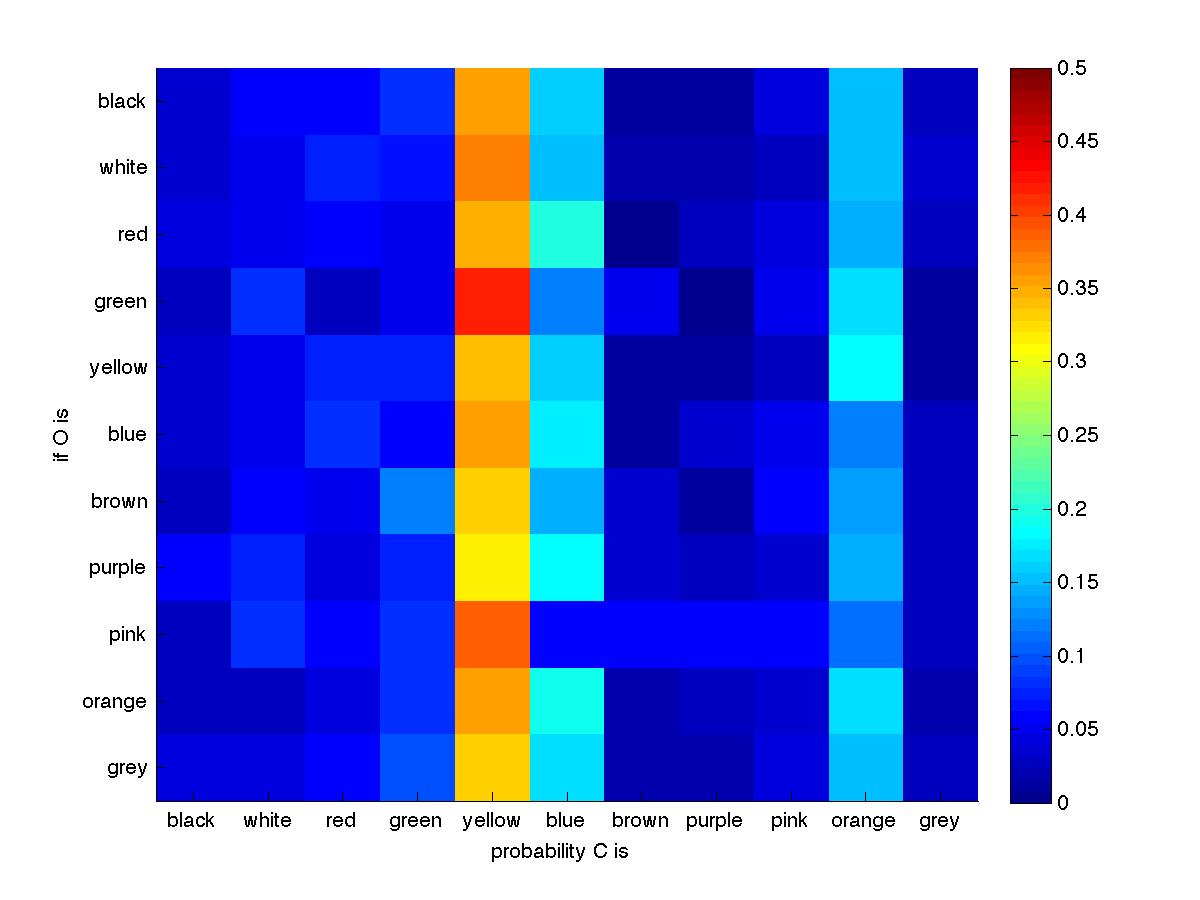 0.5
black
0.45
white
0.4
red
0.35
green
0.3
yellow
0.25
if O is
blue
0.2
brown
0.15
purple
0.1
pink
0.05
orange
grey
0
black white red green yellow blue brown purple pink orange grey
probability C is